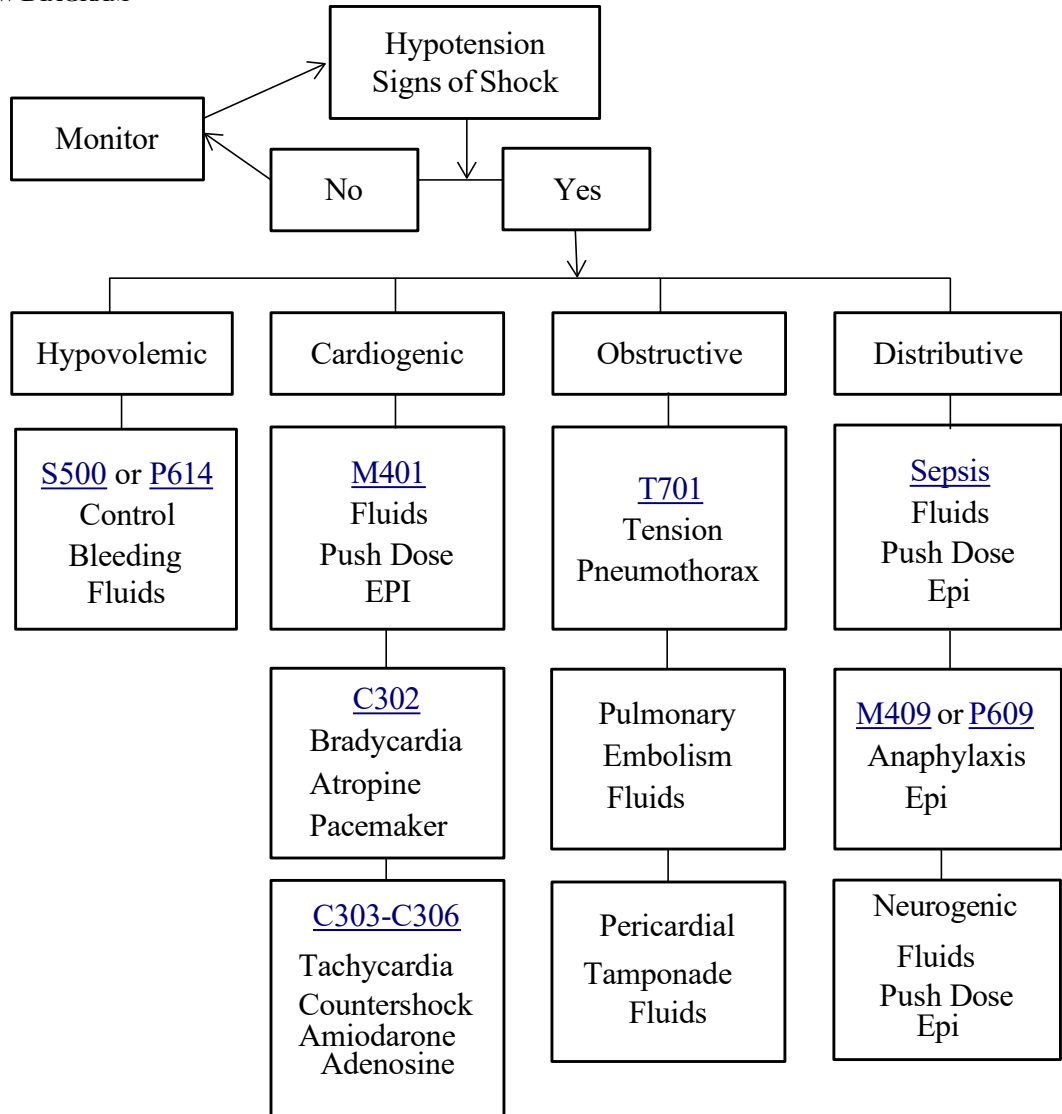 Hypotension
Signs of Shock
Monitor
No
Yes
Hypovolemic
Cardiogenic
Obstructive
Distributive
S500 or P614
Control
Bleeding
Fluids
M401
Fluids
Push Dose
EPI
T701
Tension
Pneumothorax
Sepsis
Fluids
Push Dose
Epi
C302
Bradycardia
Atropine
Pacemaker
Pulmonary
Embolism
Fluids
M409 or P609
Anaphylaxis
Epi
C303-C306
Tachycardia
Countershock
Amiodarone
Adenosine
Pericardial
Tamponade
Fluids
Neurogenic
Fluids
Push Dose
Epi